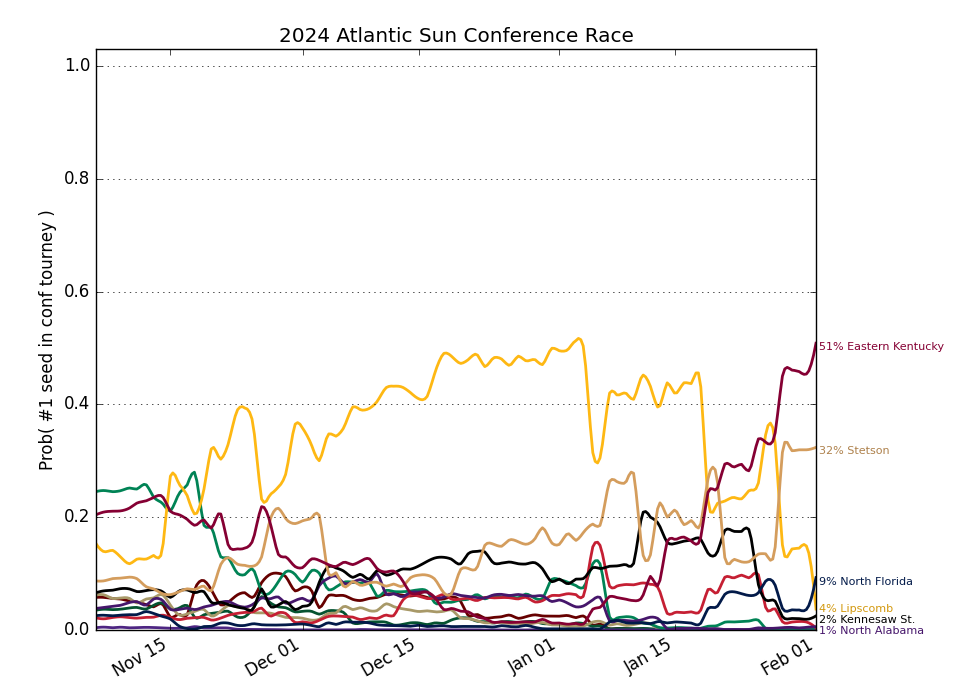 2024 Atlantic Sun Conference Race
Prob( #1 seed in conf tourney )
1.0
0.8
0.6
0.4
0.2
0.0
51% Eastern Kentucky
32% Stetson
9% North Florida
4% Lipscomb
2% Kennesaw St.
1% North Alabama
Nov 15
Dec 01
Dec 15
Jan 01
Jan 15
Feb 01